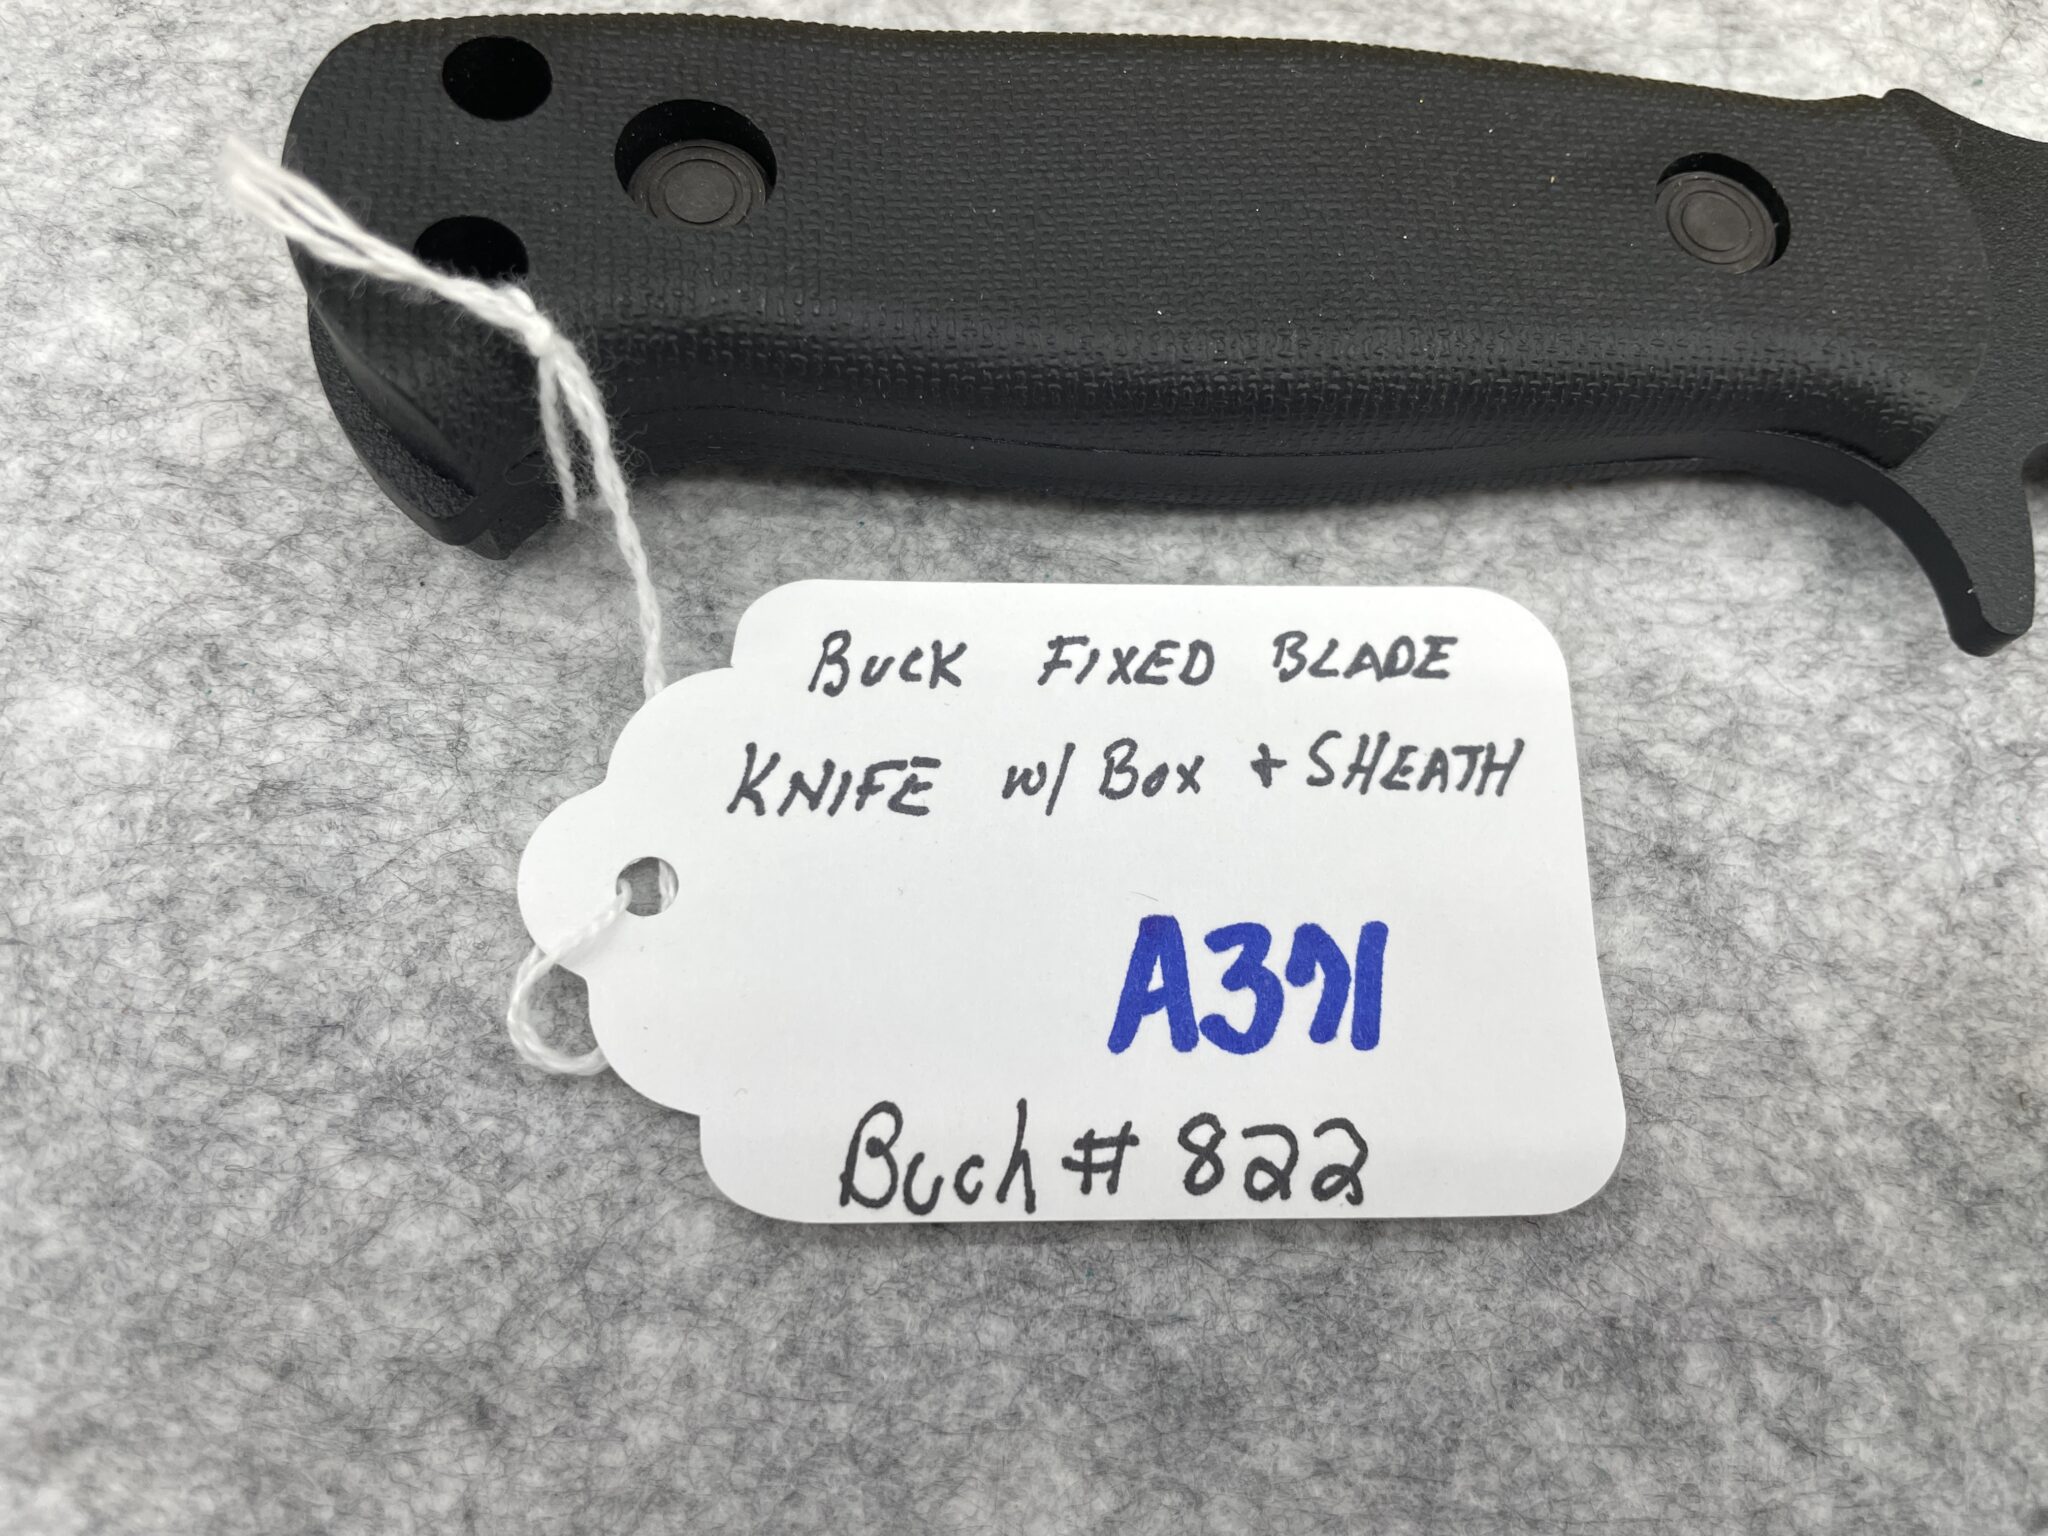 BUCK FIXED BLADE
KNIFE w/ BOX + SHEATH
A371
Buck # 822